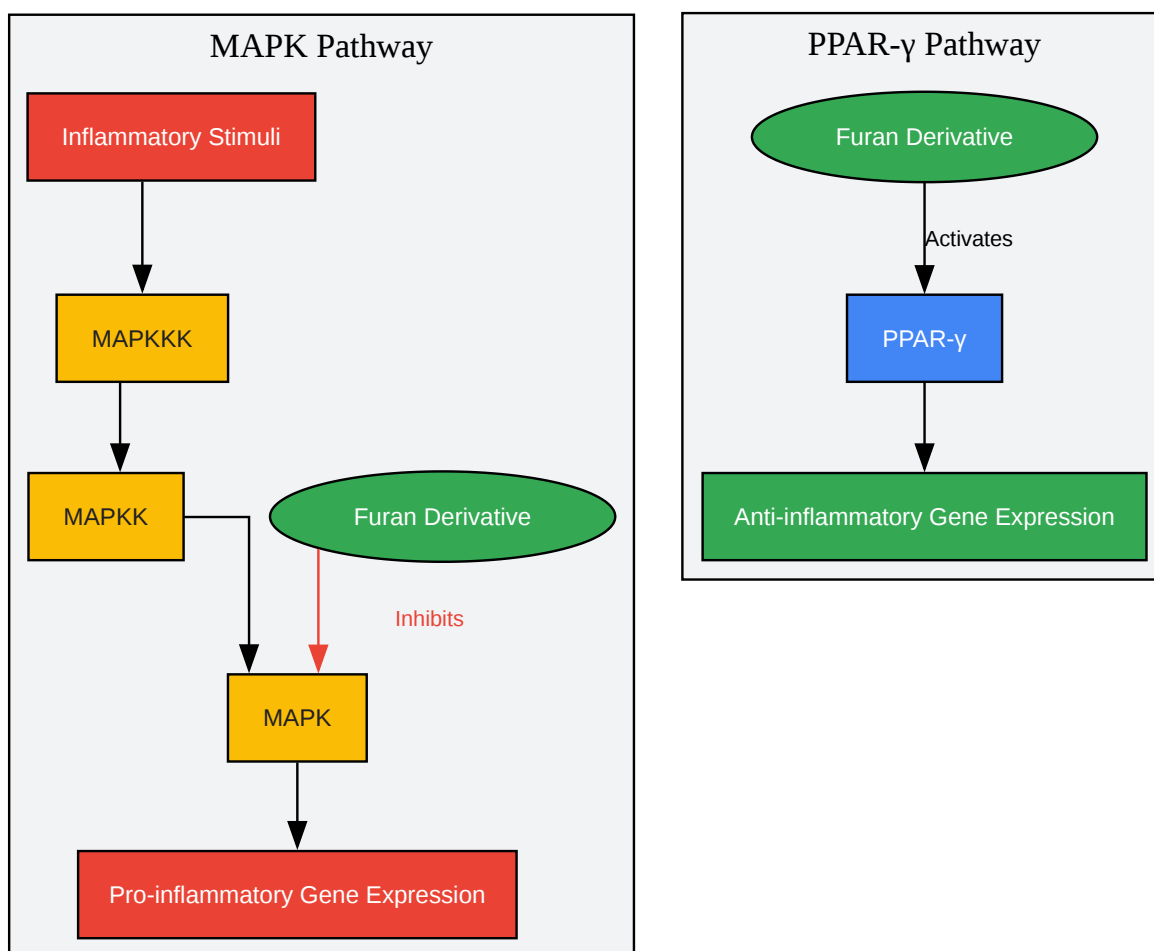 MAPK Pathway
Inflammatory Stimuli
MAPKKK
MAPKK
Furan Derivative
Inhibits
MAPK
Pro-inflammatory Gene Expression
PPAR-γ Pathway
Furan Derivative
Activates
PPAR-γ
Anti-inflammatory Gene Expression